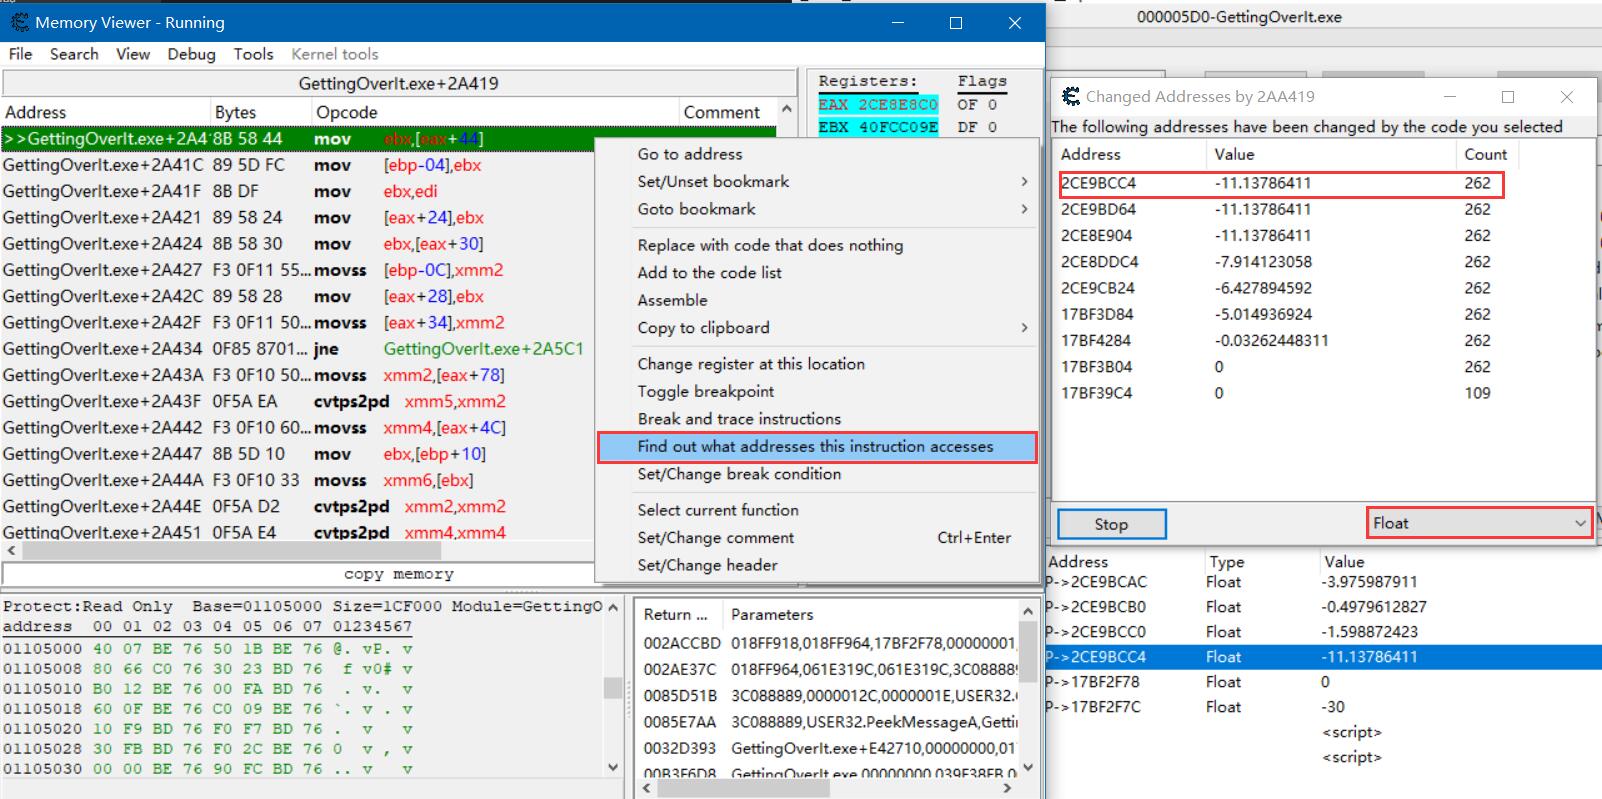 Memory Viewer - Running
File Search View Debug Tools Kernel tools
GettingOverIt.exe+2A419
Address Bytes Opcode Comment
>>GettingOverIt.exe+2A4 8B 58 44 mov ebx,[eax+44]
GettingOverIt.exe+2A41C 89 5D FC mov [ebp-04],ebx
GettingOverIt.exe+2A41F 8B DF mov ebx,edi
GettingOverIt.exe+2A421 89 58 24 mov [eax+24],ebx
GettingOverIt.exe+2A424 8B 58 30 mov ebx,[eax+30]
GettingOverIt.exe+2A427 F3 0F11 55... movss [ebp-0C],xmm2
GettingOverIt.exe+2A42C 89 58 28 mov [eax+28],ebx
GettingOverIt.exe+2A42F F3 0F11 50... movss [eax+34],xmm2
GettingOverIt.exe+2A434 0F85 8701... jne GettingOverIt.exe+2A5C1
GettingOverIt.exe+2A43A F3 0F10 50... movss xmm2,[eax+78]
GettingOverIt.exe+2A43F 0F5A EA cvtps2pd xmm5,xmm2
GettingOverIt.exe+2A442 F3 0F10 60... movss xmm4,[eax+4C]
GettingOverIt.exe+2A447 8B 5D 10 mov ebx,[ebp+10]
GettingOverIt.exe+2A44A F3 0F10 33 movss xmm6,[ebx]
GettingOverIt.exe+2A44E 0F5A D2 cvtps2pd xmm2,xmm2
GettingOverIt.exe+2A451 0F5A E4 cvtps2pd xmm4,xmm4
copy memory
Registers: Flags
EAX 2CE8E8C0 OF 0
EBX 40FCC09E DF 0
Go to address
Set/Unset bookmark
Goto bookmark
Replace with code that does nothing
Add to the code list
Assemble
Copy to clipboard
Change register at this location
Toggle breakpoint
Break and trace instructions
Find out what addresses this instruction accesses
Set/Change break condition
Select current function
Set/Change comment Ctrl+Enter
Set/Change header
Protect:Read Only Base=01105000 Size=1CF000 Module=GettingO
address 00 01 02 03 04 05 06 07 01234567
01105000 40 07 BE 76 50 1B BE 76 @. vP. v
01105008 80 66 C0 76 30 23 BD 76 f v0# v
01105010 B0 12 BE 76 00 FA BD 76 . v. v
01105018 60 0F BE 76 C0 09 BE 76 `. v . v
01105020 10 F9 BD 76 F0 F7 BD 76 . v v
01105028 30 FB BD 76 F0 2C BE 76 0 v , v
01105030 00 00 BE 76 90 FC BD 76 .. v v
Return ... Parameters
002ACCBD 018FF918,018FF964,17BF2F78,00000001,
002AE37C 018FF964,061E319C,061E319C,3C088889
0085D51B 3C088889,0000012C,0000001E,USER32.
0085E7AA 3C088889,USER32.PeekMessageA,Getti
0032D393 GettingOverIt.exe+E42710,00000000,01
00B3F6D8 GettingOverIt.exe,00000000,039F38FB,0
000005D0-GettingOverIt.exe
Changed Addresses by 2AA419
The following addresses have been changed by the code you selected
Address Value Count
2CE9BCC4 -11.13786411 262
2CE9BD64 -11.13786411 262
2CE8E904 -11.13786411 262
2CE8DDC4 -7.914123058 262
2CE9CB24 -6.427894592 262
17BF3D84 -5.014936924 262
17BF4284 -0.03262448311 262
17BF3B04 0 262
17BF39C4 0 109
Stop Float
Address Type Value
P->2CE9BCAC Float -3.975987911
P->2CE9BCB0 Float -0.4979612827
P->2CE9BCC0 Float -1.598872423
P->2CE9BCC4 Float -11.13786411
P->17BF2F78 Float 0
P->17BF2F7C Float -30
<script>
<script>